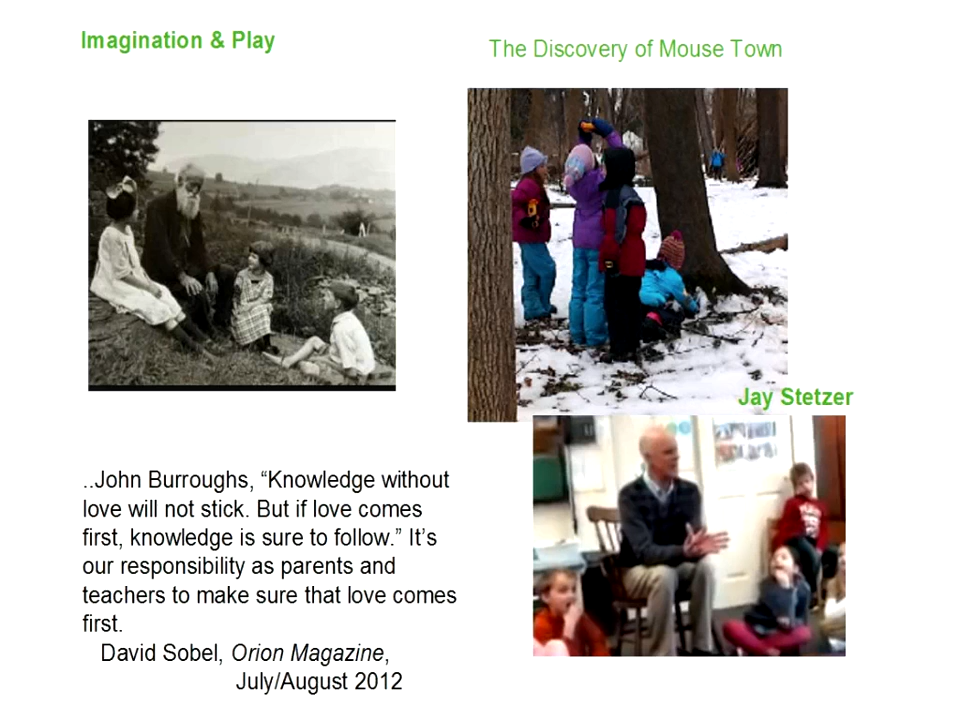 Imagination & Play
The Discovery of Mouse Town
Jay Stetzer
..John Burroughs, “Knowledge without
love will not stick. But if love comes
first, knowledge is sure to follow.” It’s
our responsibility as parents and
teachers to make sure that love comes
first.
David Sobel, Orion Magazine,
July/August 2012